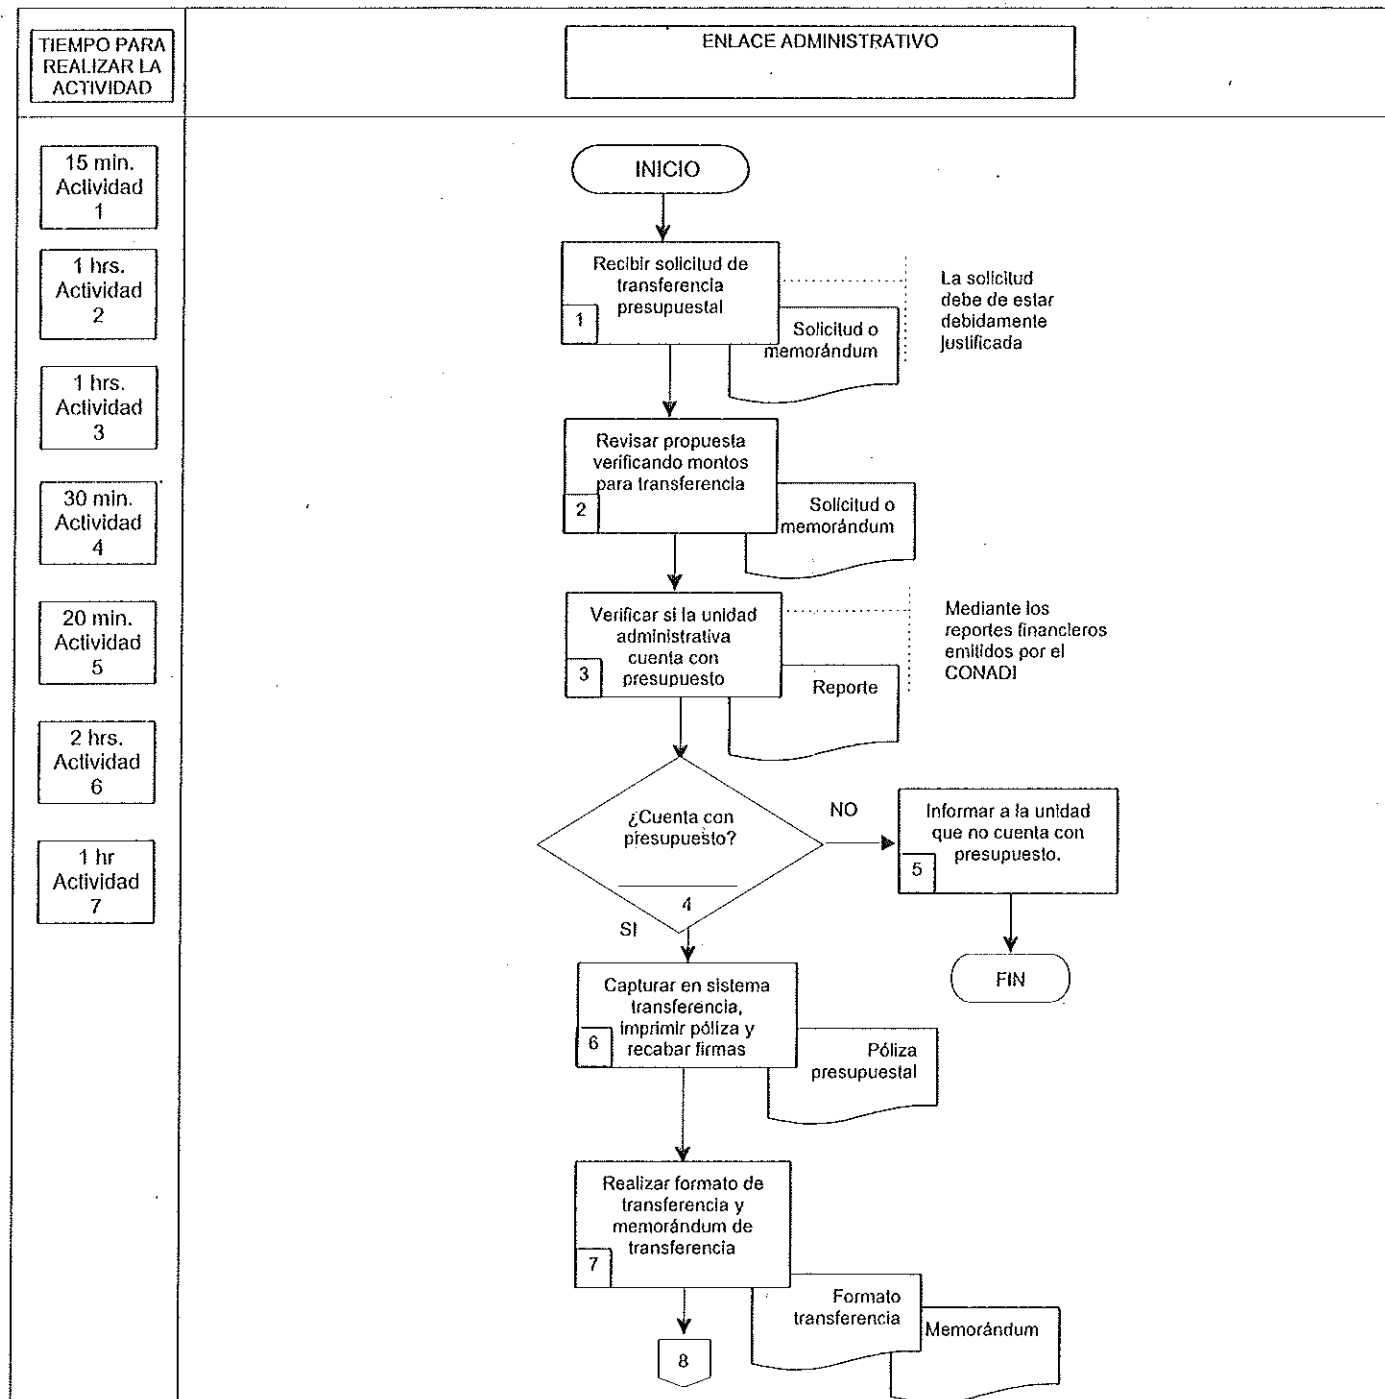 TIEMPO PARA
REALIZAR LA
ACTIVIDAD
ENLACE ADMINISTRATIVO
15 min.
Actividad
1
1 hrs.
Actividad
2
1 hrs.
Actividad
3
30 min.
Actividad
4
20 min.
Actividad
5
2 hrs.
Actividad
6
1 hr
Actividad
7
INICIO
Recibir solicitud de
transferencia
presupuestal
1
Solicitud o
memorándum
La solicitud
debe de estar
debidamente
justificada
Revisar propuesta
verificando montos
para transferencia
2
Solicitud o
memorándum
Verificar si la unidad
administrativa
cuenta con
presupuesto
3
Reporte
Mediante los
reportes financieros
emitidos por el
CONADI
¿Cuenta con
presupuesto?
4
NO
Informar a la unidad
que no cuenta con
presupuesto.
5
FIN
SI
Capturar en sistema
transferencia,
imprimir póliza y
recabar firmas
6
Póliza
presupuestal
Realizar formato de
transferencia y
memorándum de
transferencia
7
Formato
transferencia
Memorándum
8